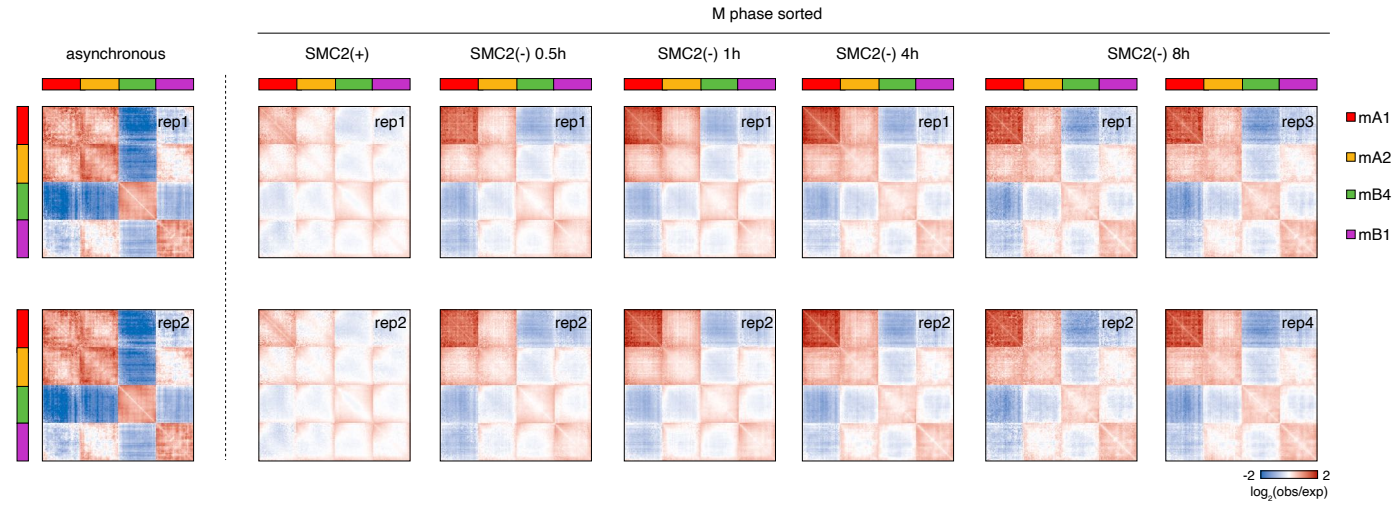 M phase sorted
asynchronous
SMC2(+)
SMC2(-) 0.5h
SMC2(-) 1h
SMC2(-) 4h
SMC2(-) 8h
rep1
rep1
rep1
rep1
rep1
rep1
rep3
mA1
mA2
mB4
mB1
rep2
rep2
rep2
rep2
rep2
rep2
rep4
-2 2
log₂(obs/exp)